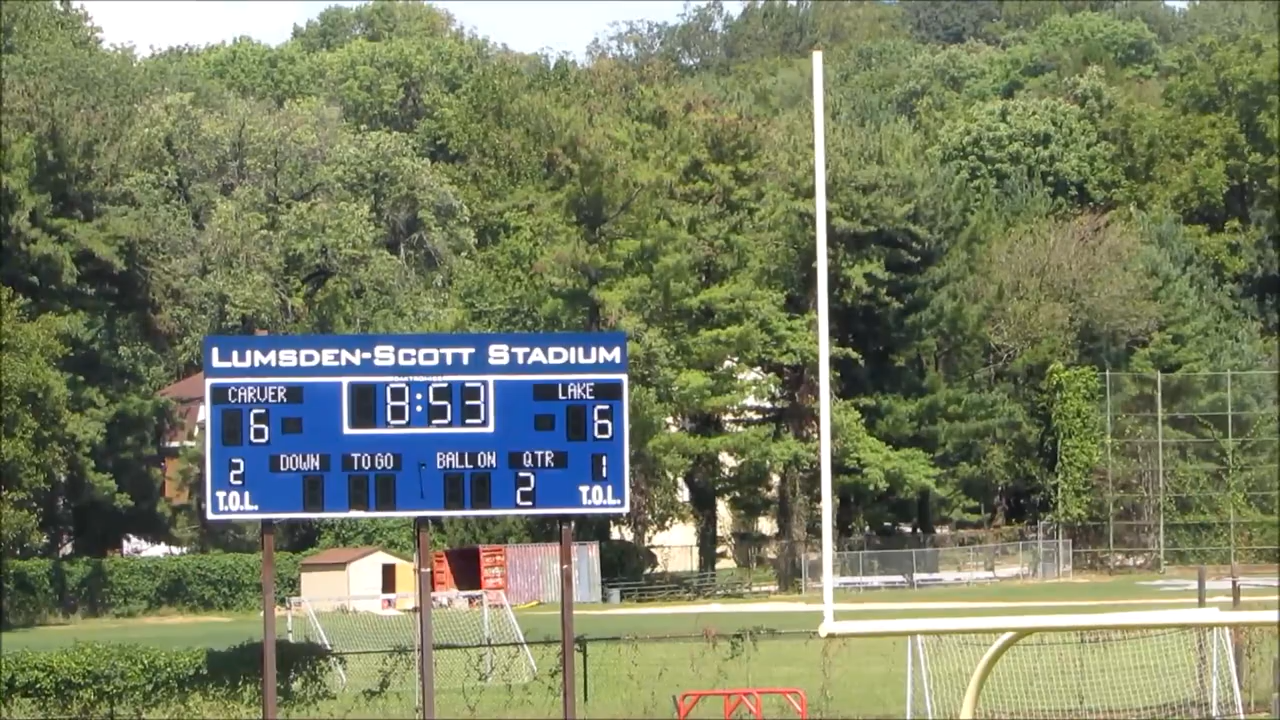 LUMSDEN-SCOTT STADIUM
CARVER 8:53 LAKE
6 6
DOWN TO GO BALL ON QTR
2 2 1
T.O.L. T.O.L.